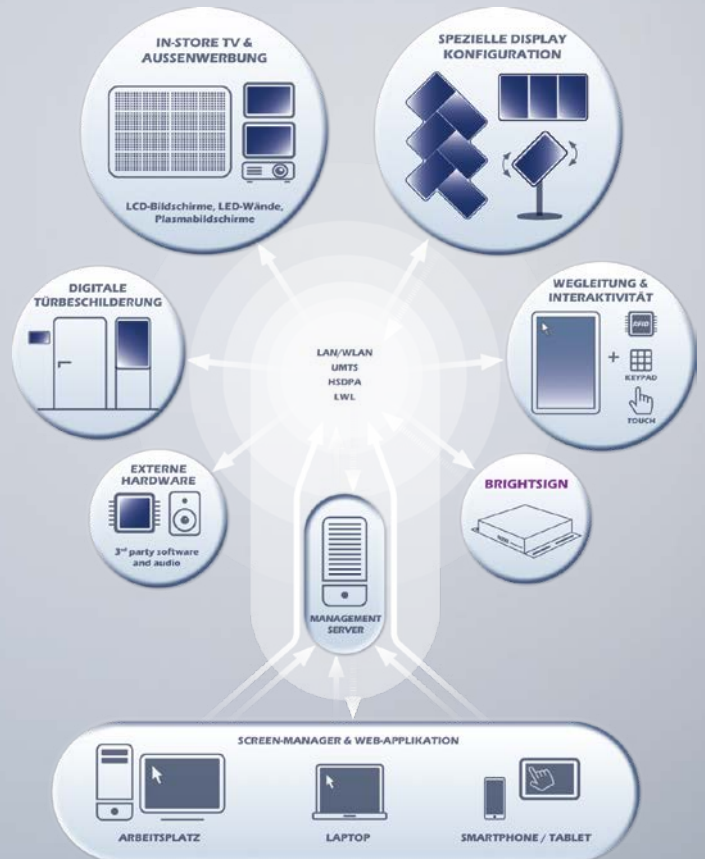 IN-STORE TV &
AUSSENWERBUNG
LCD-Bildschirme, LED-Wände,
Plasmabildschirme
SPEZIELLE DISPLAY
KONFIGURATION
DIGITALE
TÜRBESCHILDERUNG
WEGLEITUNG &
INTERAKTIVITÄT
RFID
+
KEYPAD
TOUCH
LAN/WLAN
UMTS
HSDPA
LWL
EXTERNE
HARDWARE
3rd party software
and audio
BRIGHTSIGN
MANAGEMENT
SERVER
SCREEN-MANAGER & WEB-APPLIKATION
ARBEITSPLATZ
LAPTOP
SMARTPHONE / TABLET